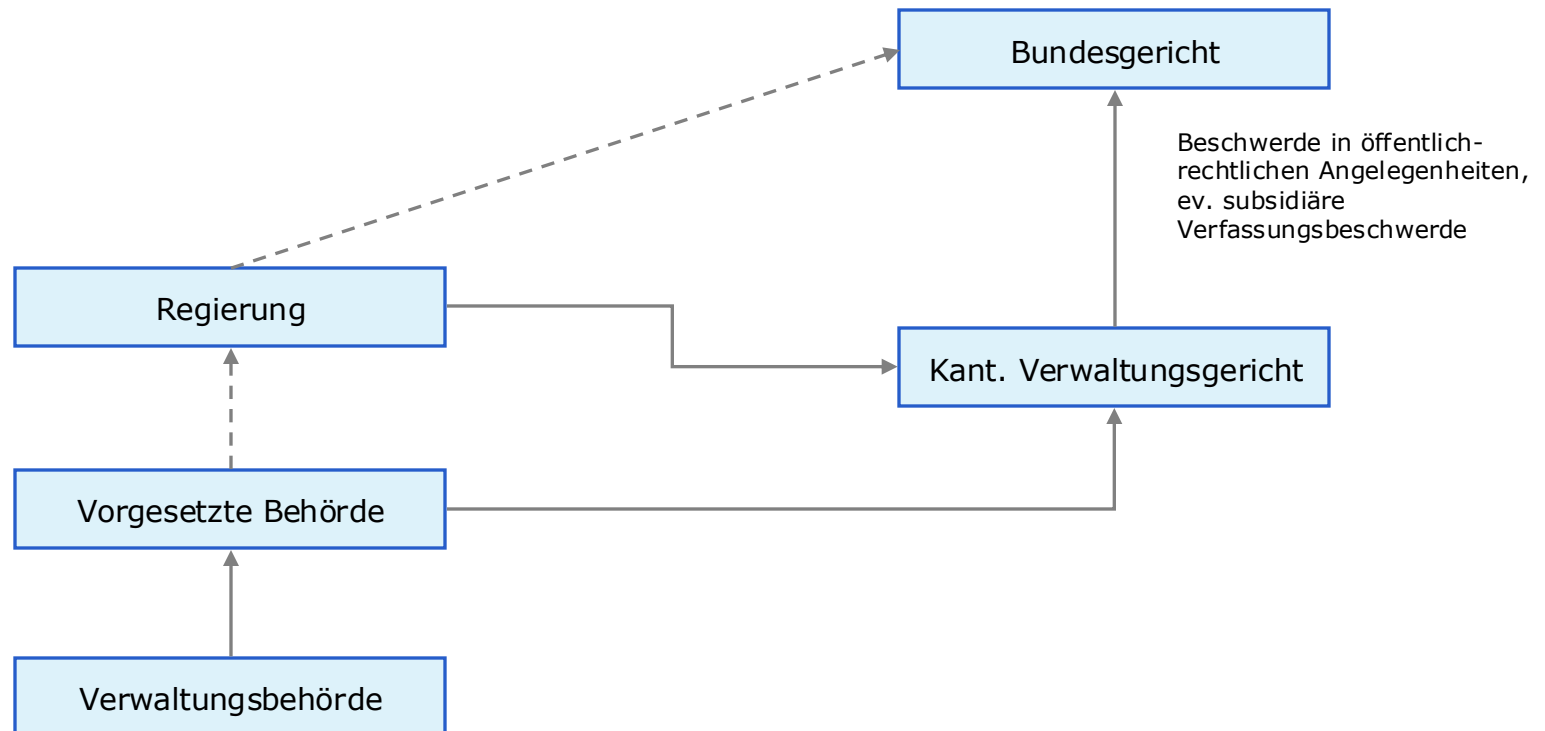 Bundesgericht
Beschwerde in öffentlich-
rechtlichen Angelegenheiten,
ev. subsidiäre
Verfassungsbeschwerde
Regierung
Kant. Verwaltungsgericht
Vorgesetzte Behörde
Verwaltungsbehörde